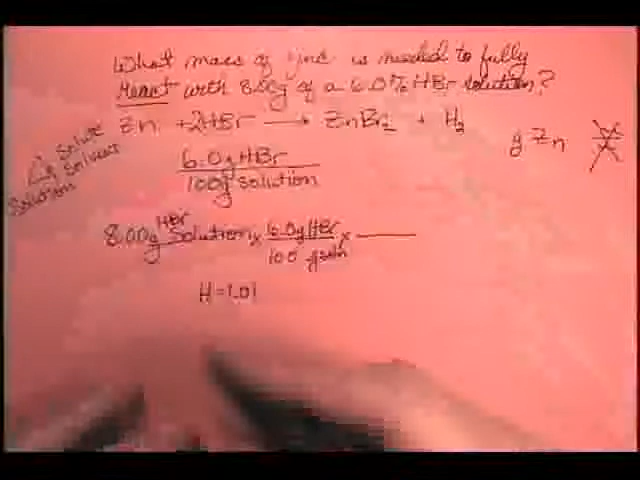 What mass of zinc is needed to fully
React with 8.00g of a 6.0% HBr solution?
Zn + 2HBr → ZnBr2 + H2
g Zn
solute
solvent
Solution
6.0g HBr
100g solution
8.00g HBr Solution x 6.0g HBr x
100 g soln
H = 1.01